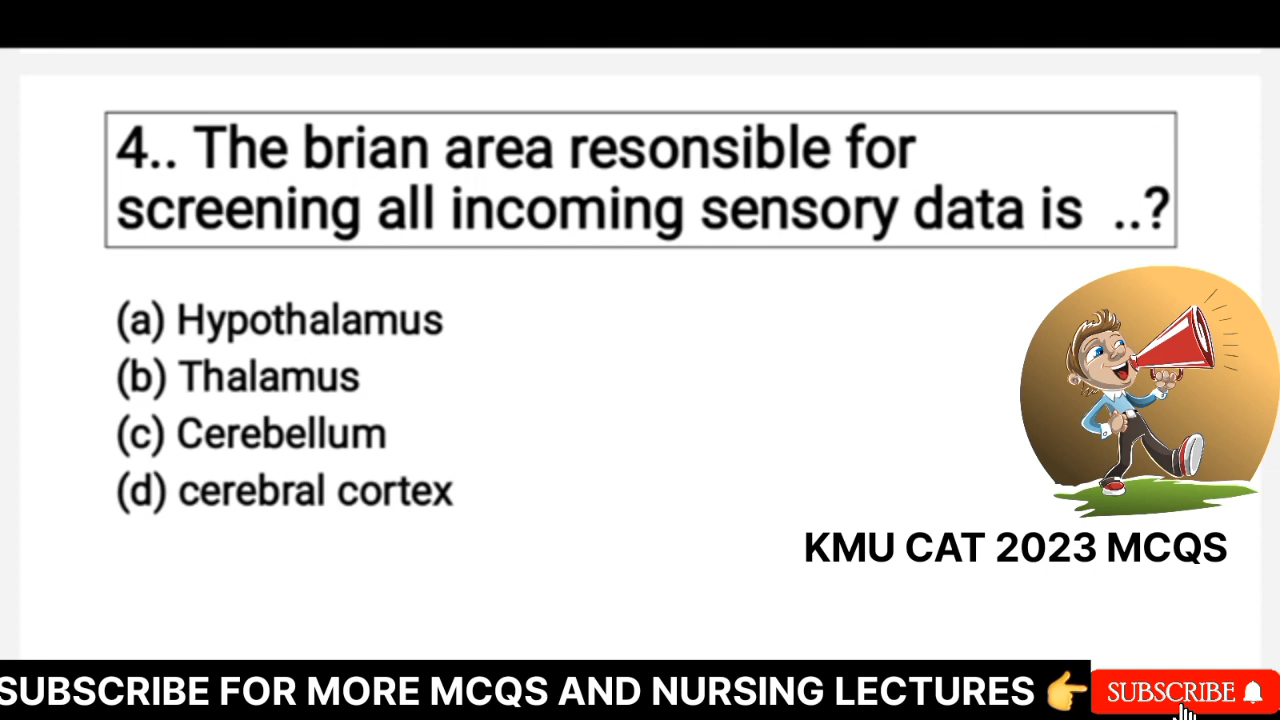 4.. The brian area resonsible for
screening all incoming sensory data is ..?
(a) Hypothalamus
(b) Thalamus
(c) Cerebellum
(d) cerebral cortex
KMU CAT 2023 MCQS
SUBSCRIBE FOR MORE MCQS AND NURSING LECTURES 👉 SUBSCRIBE